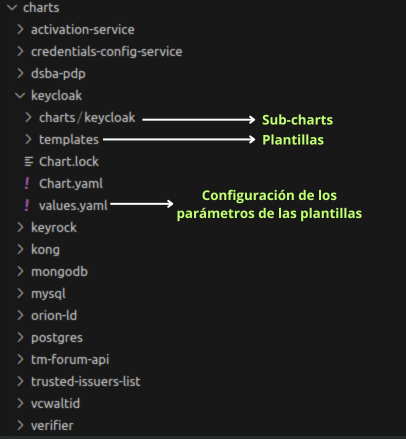 charts
activation-service
credentials-config-service
dsba-pdp
keycloak
charts / keycloak
Sub-charts
templates
Plantillas
Chart.lock
! Chart.yaml
! values.yaml
Configuración de los
parámetros de las plantillas
keyrock
kong
mongodb
mysql
orion-ld
postgres
tm-forum-api
trusted-issuers-list
vcwaltid
verifier